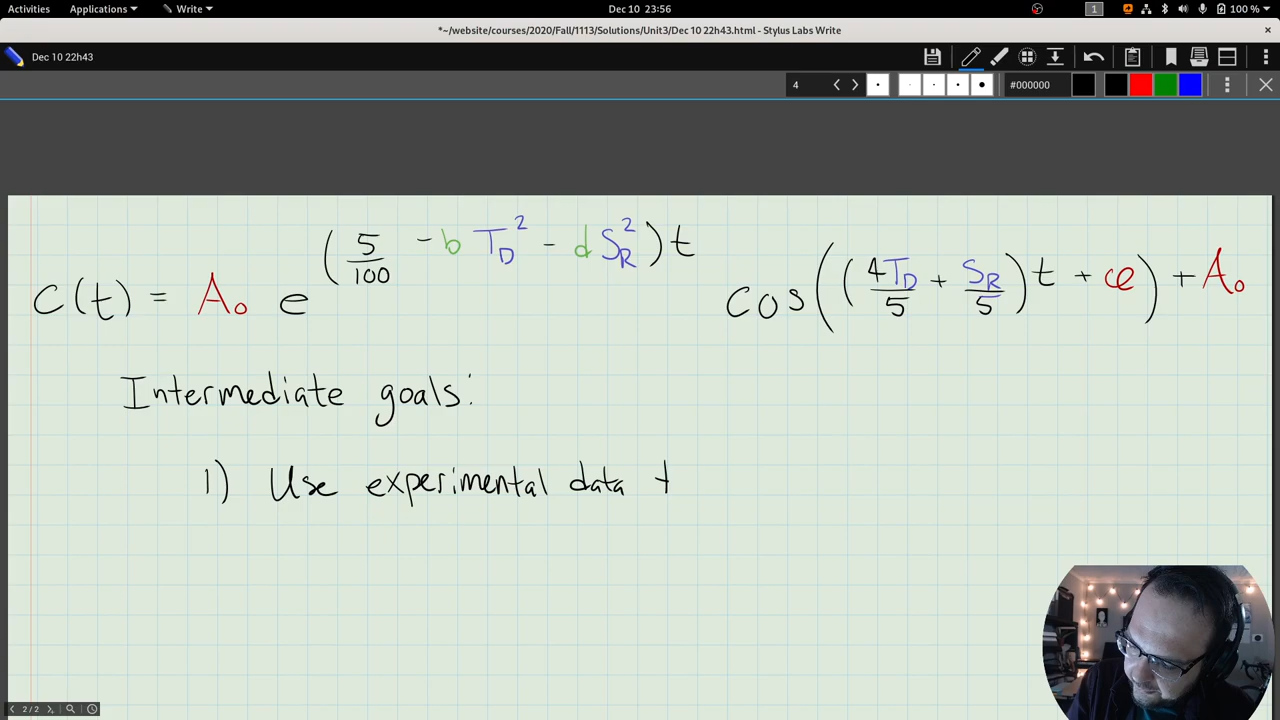 Activities Applications Write Dec 10 23:56 1 100 %
*~/website/courses/2020/Fall/1113/Solutions/Unit3/Dec 10 22h43.html - Stylus Labs Write
Dec 10 22h43
4 #000000
C(t) = A₀ e^(5/100 - b T_D² - d S_R²)t cos((4T_D/5 + S_R/5)t + φ) + A₀
Intermediate goals:
1) Use experimental data t
2/2